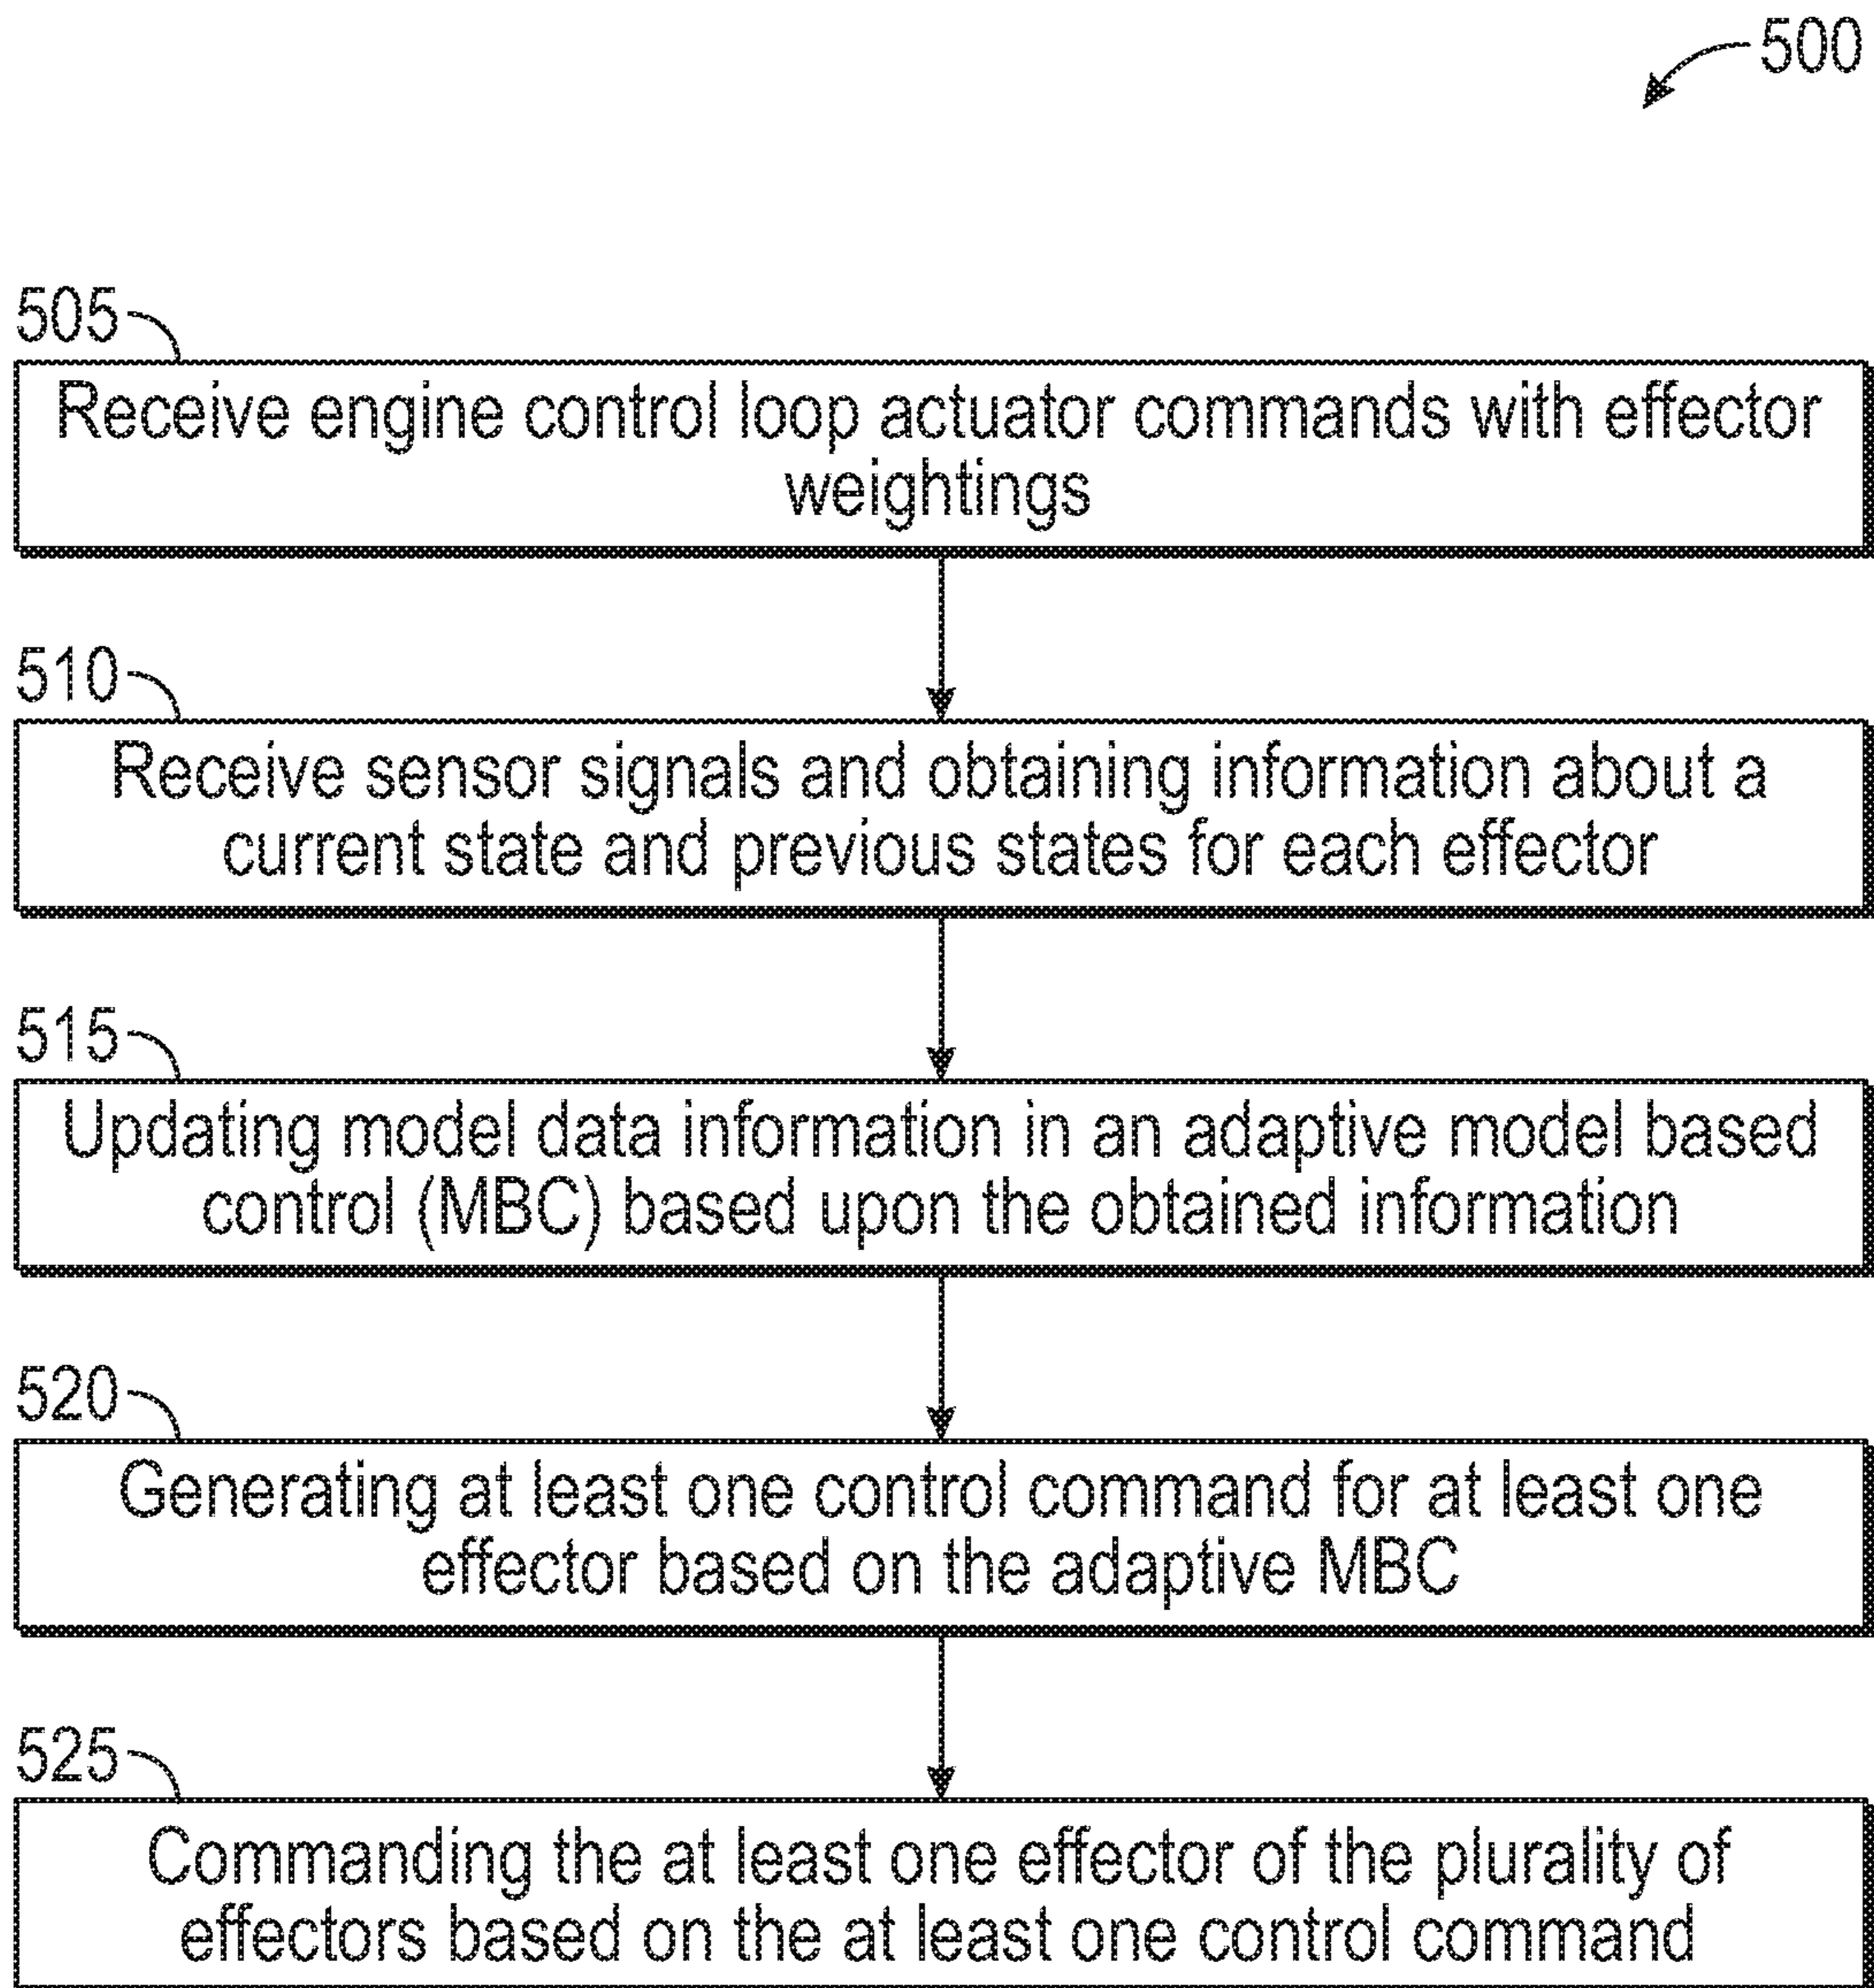 500
505
Receive engine control loop actuator commands with effector
weightings
510
Receive sensor signals and obtaining information about a
current state and previous states for each effector
515
Updating model data information in an adaptive model based
control (MBC) based upon the obtained information
520
Generating at least one control command for at least one
effector based on the adaptive MBC
525
Commanding the at least one effector of the plurality of
effectors based on the at least one control command